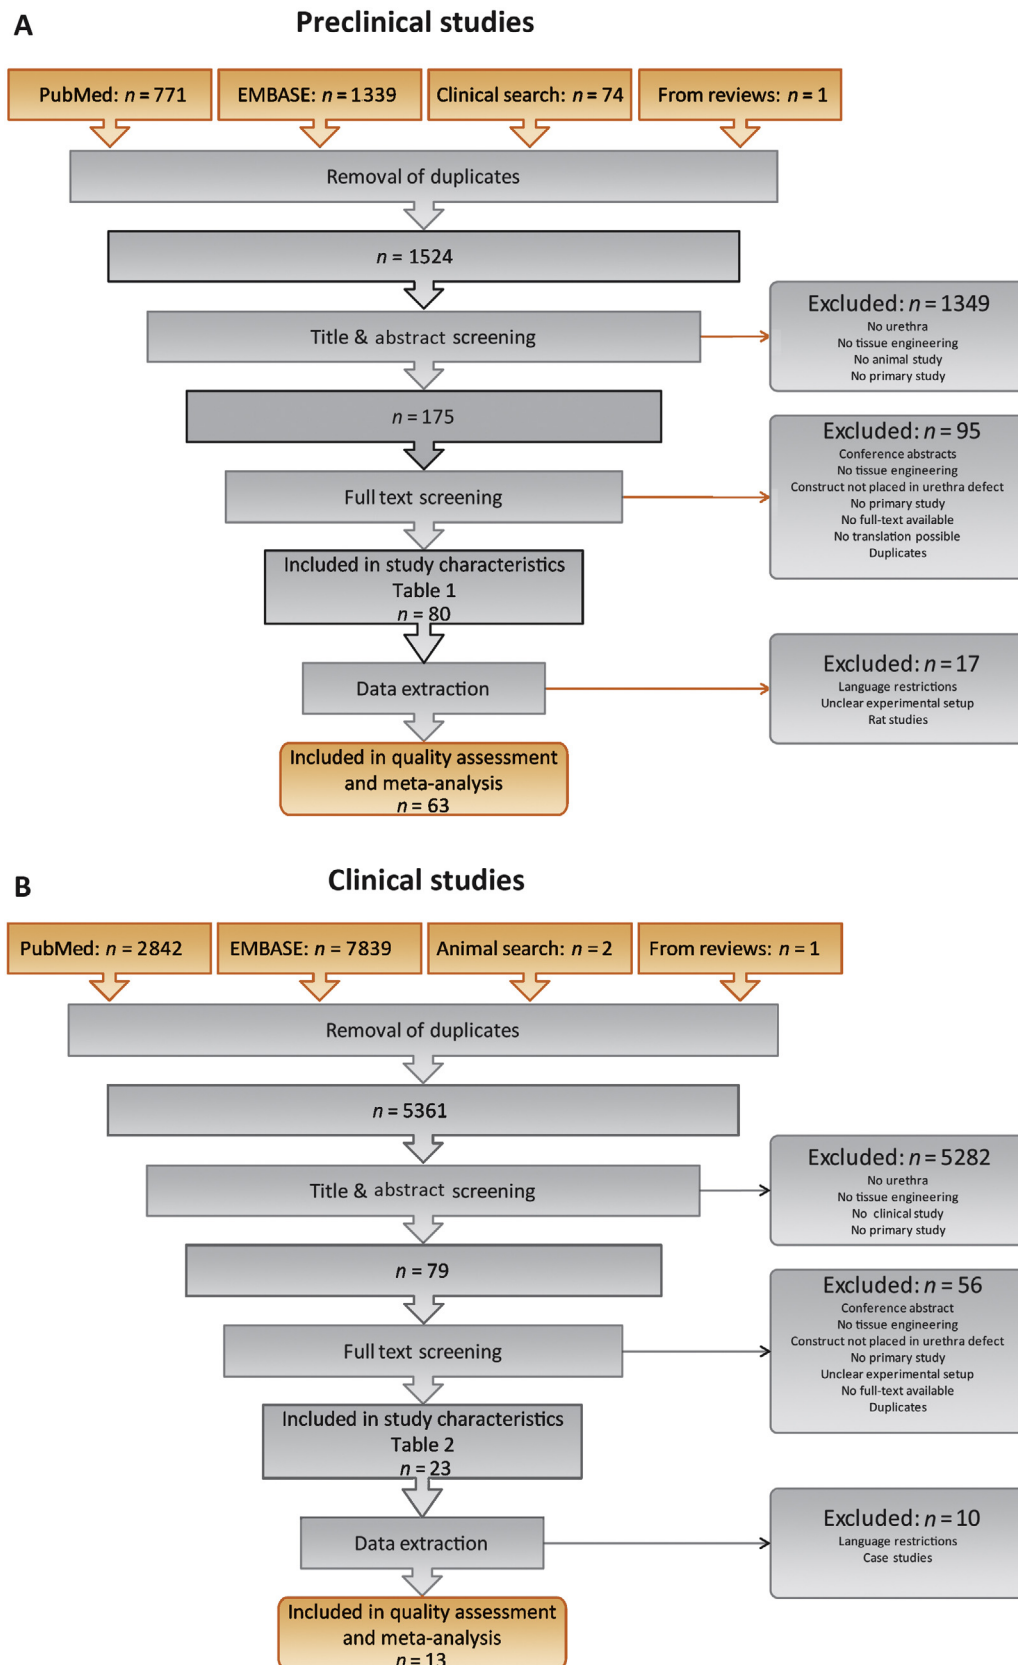 A
Preclinical studies
PubMed: n = 771
EMBASE: n = 1339
Clinical search: n = 74
From reviews: n = 1
Removal of duplicates
n = 1524
Title & abstract screening
Excluded: n = 1349
No urethra
No tissue engineering
No animal study
No primary study
n = 175
Full text screening
Excluded: n = 95
Conference abstracts
No tissue engineering
Construct not placed in urethra defect
No primary study
No full-text available
No translation possible
Duplicates
Included in study characteristics
Table 1
n = 80
Data extraction
Excluded: n = 17
Language restrictions
Unclear experimental setup
Rat studies
Included in quality assessment
and meta-analysis
n = 63
B
Clinical studies
PubMed: n = 2842
EMBASE: n = 7839
Animal search: n = 2
From reviews: n = 1
Removal of duplicates
n = 5361
Title & abstract screening
Excluded: n = 5282
No urethra
No tissue engineering
No clinical study
No primary study
n = 79
Full text screening
Excluded: n = 56
Conference abstract
No tissue engineering
Construct not placed in urethra defect
No primary study
Unclear experimental setup
No full-text available
Duplicates
Included in study characteristics
Table 2
n = 23
Data extraction
Excluded: n = 10
Language restrictions
Case studies
Included in quality assessment
and meta-analysis
n = 13